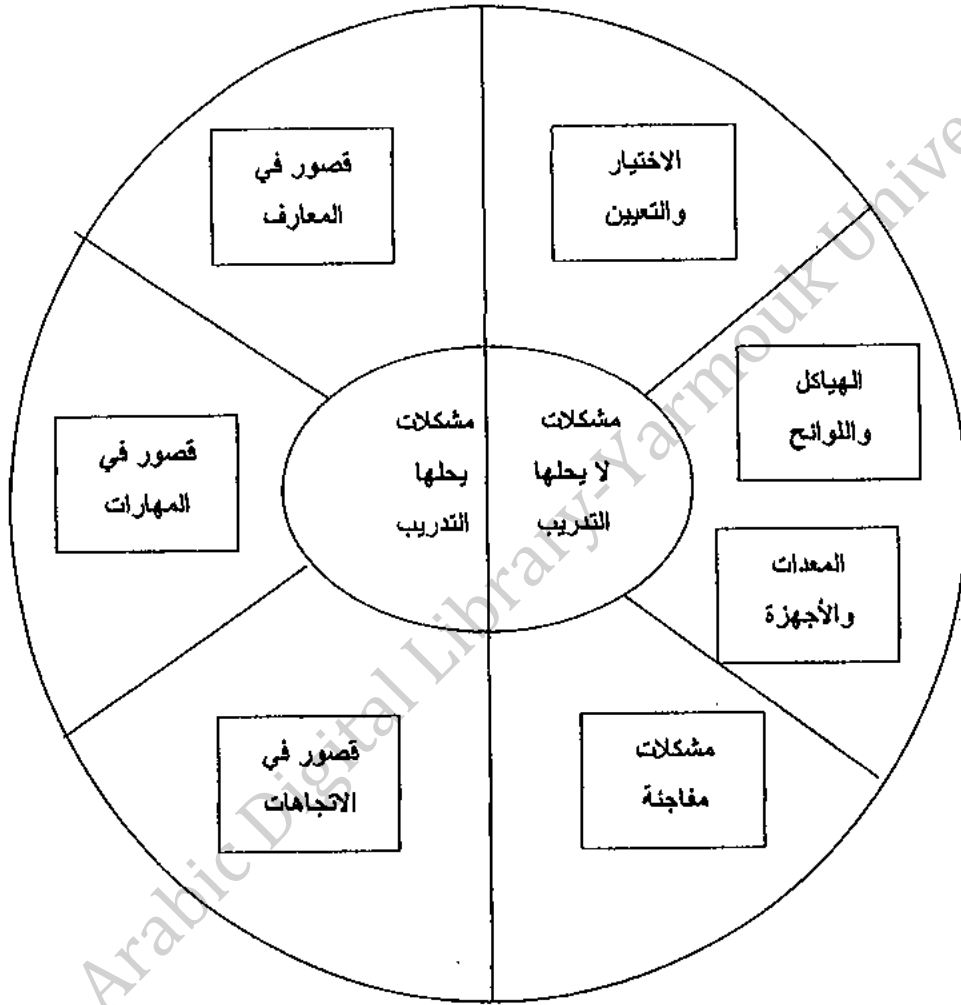 الاختيار
والتعيين
قصور في
المعارف
الهياكل
واللوائح
مشكلات
لا يحلها
التدريب
مشكلات
يحلها
التدريب
قصور في
المهارات
المعدات
والأجهزة
مشكلات
مفاجئة
قصور في
الاتجاهات
Arabic Digital Library-Yarmouk Unive